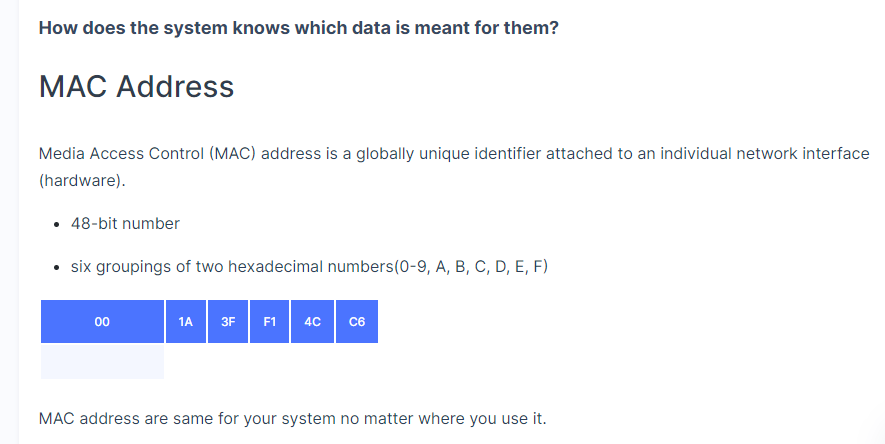 How does the system knows which data is meant for them?
MAC Address
Media Access Control (MAC) address is a globally unique identifier attached to an individual network interface
(hardware).
• 48-bit number
• six groupings of two hexadecimal numbers(0-9, A, B, C, D, E, F)
00 1A 3F F1 4C C6
MAC address are same for your system no matter where you use it.